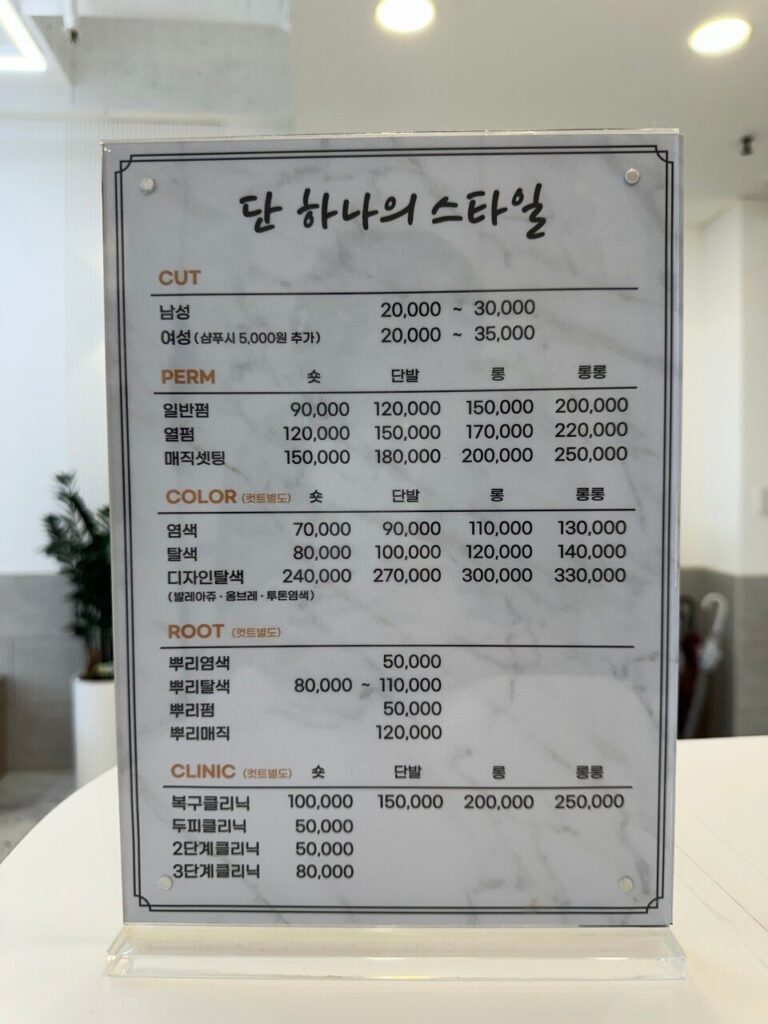 단 하나의 스타일
CUT
남성 20,000 ~ 30,000
여성 (샴푸시 5,000원 추가) 20,000 ~ 35,000
PERM 숏 단발 롱 롱롱
일반펌 90,000 120,000 150,000 200,000
열펌 120,000 150,000 170,000 220,000
매직셋팅 150,000 180,000 200,000 250,000
COLOR (컷트별도) 숏 단발 롱 롱롱
염색 70,000 90,000 110,000 130,000
탈색 80,000 100,000 120,000 140,000
디자인탈색 240,000 270,000 300,000 330,000
(발레아쥬 · 옴브레 · 투톤염색)
ROOT (컷트별도)
뿌리염색 50,000
뿌리탈색 80,000 ~ 110,000
뿌리펌 50,000
뿌리매직 120,000
CLINIC (컷트별도) 숏 단발 롱 롱롱
복구클리닉 100,000 150,000 200,000 250,000
두피클리닉 50,000
2단계클리닉 50,000
3단계클리닉 80,000